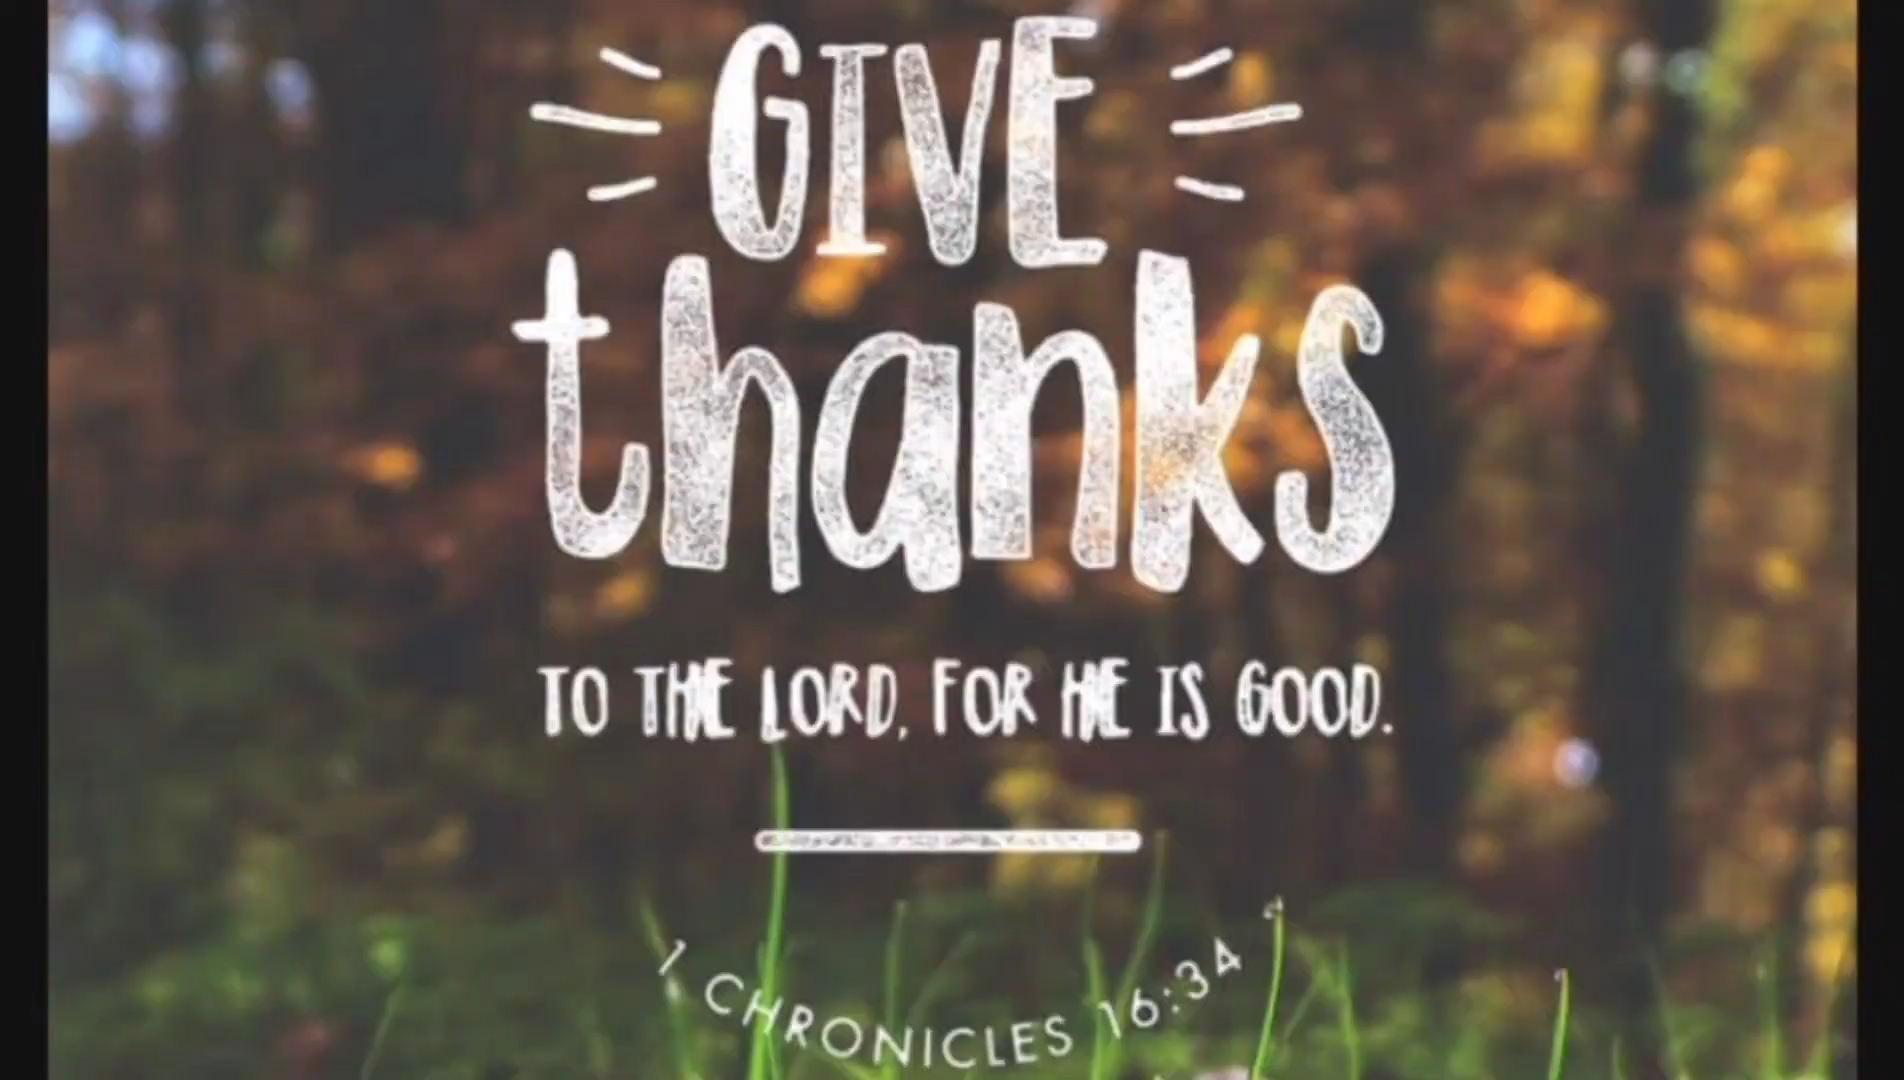 GIVE
thanks
TO THE LORD, FOR HE IS GOOD.
1 CHRONICLES 16:34